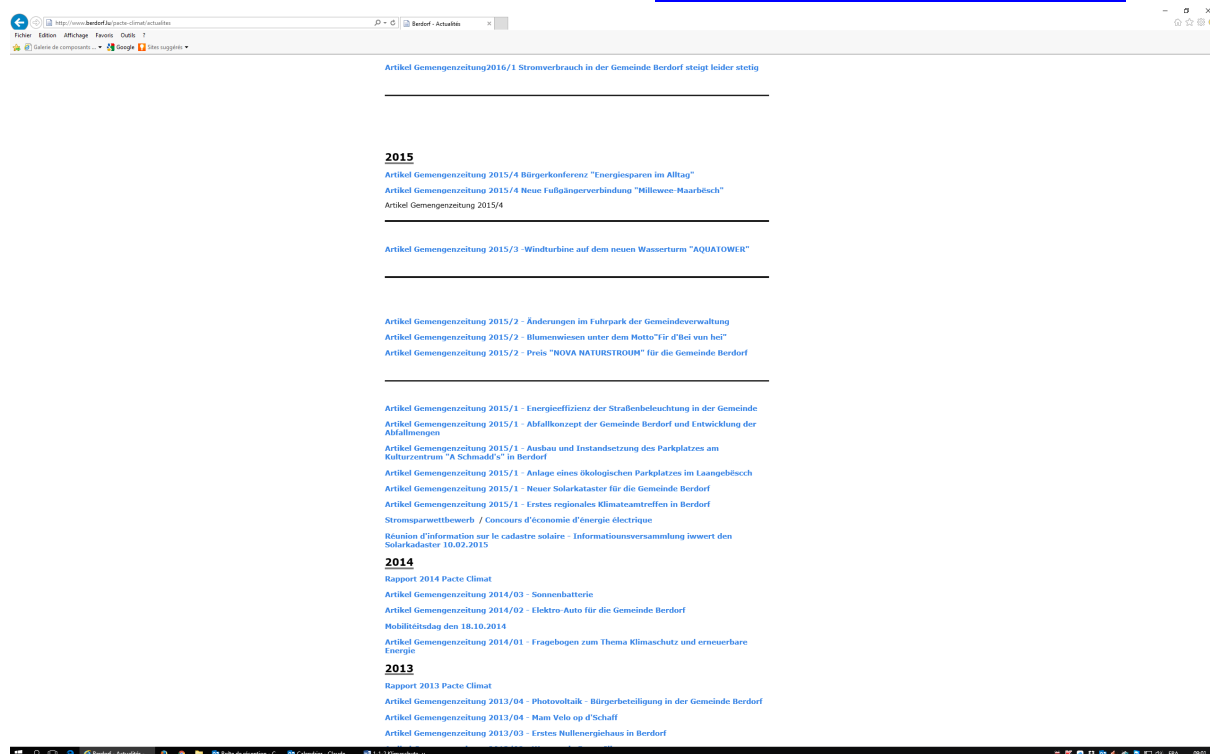 http://www.berdorf.lu/pacte-climat/actualites
Berdorf - Actualités
Fichier Edition Affichage Favoris Outils ?
Galerie de composants ... Google Sites suggérés
Artikel Gemengenzeitung2016/1 Stromverbrauch in der Gemeinde Berdorf steigt leider stetig
2015
Artikel Gemengenzeitung 2015/4 Bürgerkonferenz "Energiesparen im Alltag"
Artikel Gemengenzeitung 2015/4 Neue Fußgängerverbindung "Millewee-Maarbësch"
Artikel Gemengenzeitung 2015/4
Artikel Gemengenzeitung 2015/3 -Windturbine auf dem neuen Wasserturm "AQUATOWER"
Artikel Gemengenzeitung 2015/2 - Änderungen im Fuhrpark der Gemeindeverwaltung
Artikel Gemengenzeitung 2015/2 - Blumenwiesen unter dem Motto"Fir d'Bei vun hei"
Artikel Gemengenzeitung 2015/2 - Preis "NOVA NATURSTROUM" für die Gemeinde Berdorf
Artikel Gemengenzeitung 2015/1 - Energieeffizienz der Straßenbeleuchtung in der Gemeinde
Artikel Gemengenzeitung 2015/1 - Abfallkonzept der Gemeinde Berdorf und Entwicklung der
Abfallmengen
Artikel Gemengenzeitung 2015/1 - Ausbau und Instandsetzung des Parkplatzes am
Kulturzentrum "A Schmadd's" in Berdorf
Artikel Gemengenzeitung 2015/1 - Anlage eines ökologischen Parkplatzes im Laangebëscch
Artikel Gemengenzeitung 2015/1 - Neuer Solarkataster für die Gemeinde Berdorf
Artikel Gemengenzeitung 2015/1 - Erstes regionales Klimateamtreffen in Berdorf
Stromsparwettbewerb / Concours d'économie d'énergie électrique
Réunion d'information sur le cadastre solaire - Informatiounsversammlung iwwert den
Solarkadaster 10.02.2015
2014
Rapport 2014 Pacte Climat
Artikel Gemengenzeitung 2014/03 - Sonnenbatterie
Artikel Gemengenzeitung 2014/02 - Elektro-Auto für die Gemeinde Berdorf
Mobilitéitsdag den 18.10.2014
Artikel Gemengenzeitung 2014/01 - Fragebogen zum Thema Klimaschutz und erneuerbare
Energie
2013
Rapport 2013 Pacte Climat
Artikel Gemengenzeitung 2013/04 - Photovoltaik - Bürgerbeteiligung in der Gemeinde Berdorf
Artikel Gemengenzeitung 2013/04 - Mam Velo op d'Schaff
Artikel Gemengenzeitung 2013/03 - Erstes Nullenergiehaus in Berdorf
Berdorf - Actualités ... Boîte de réception - C... Calendrier - Claude ...
FRA 09:01